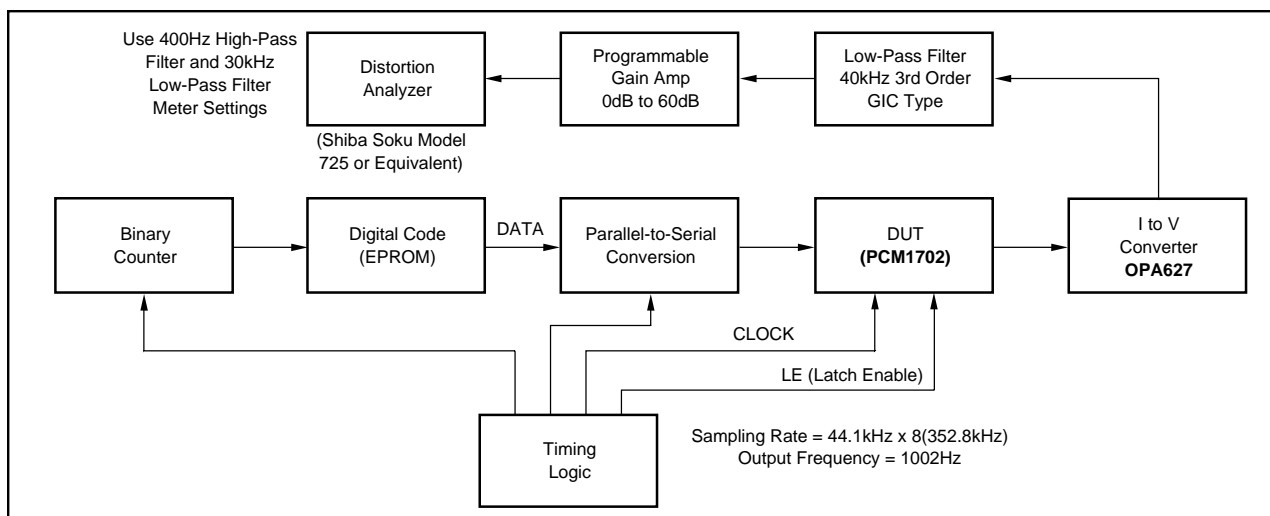 Use 400Hz High-Pass
Filter and 30kHz
Low-Pass Filter
Meter Settings
Distortion
Analyzer
(Shiba Soku Model
725 or Equivalent)
Programmable
Gain Amp
0dB to 60dB
Low-Pass Filter
40kHz 3rd Order
GIC Type
Binary
Counter
Digital Code
(EPROM)
DATA
Parallel-to-Serial
Conversion
DUT
(PCM1702)
I to V
Converter
OPA627
CLOCK
LE (Latch Enable)
Timing
Logic
Sampling Rate = 44.1kHz x 8(352.8kHz)
Output Frequency = 1002Hz